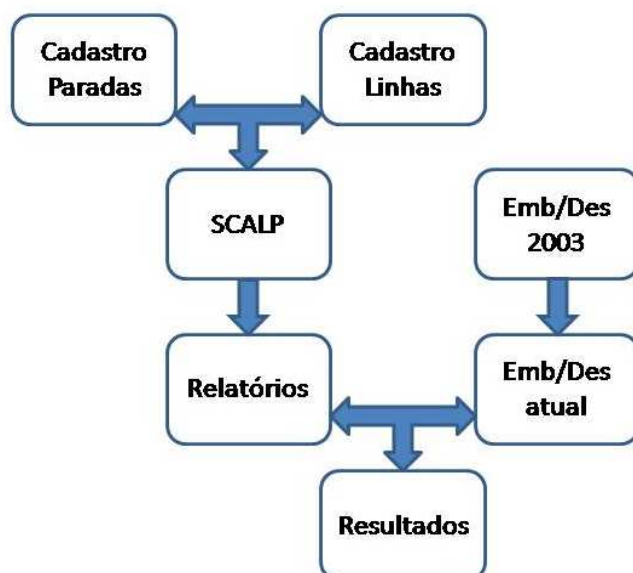 Cadastro
Paradas
Cadastro
Linhas
SCALP
Emb/Des
2003
Relatórios
Emb/Des
atual
Resultados